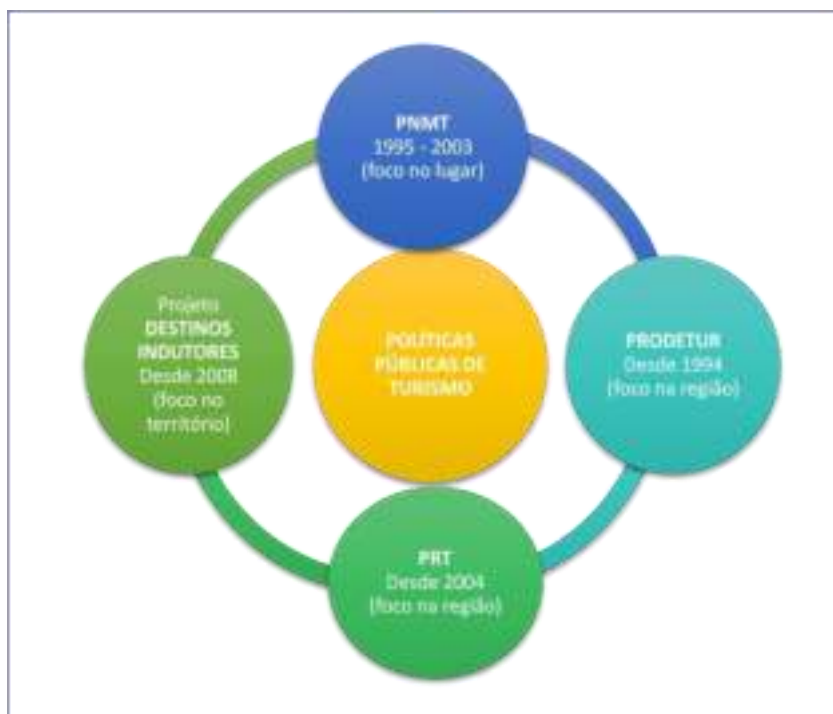 PNMT
1995 - 2003
(foco no lugar)
Projeto
DESTINOS
INDUTORES
Desde 2008
(foco no
território)
POLÍTICAS
PÚBLICAS DE
TURISMO
PRODETUR
Desde 1994
(foco na região)
PRT
Desde 2004
(foco na região)